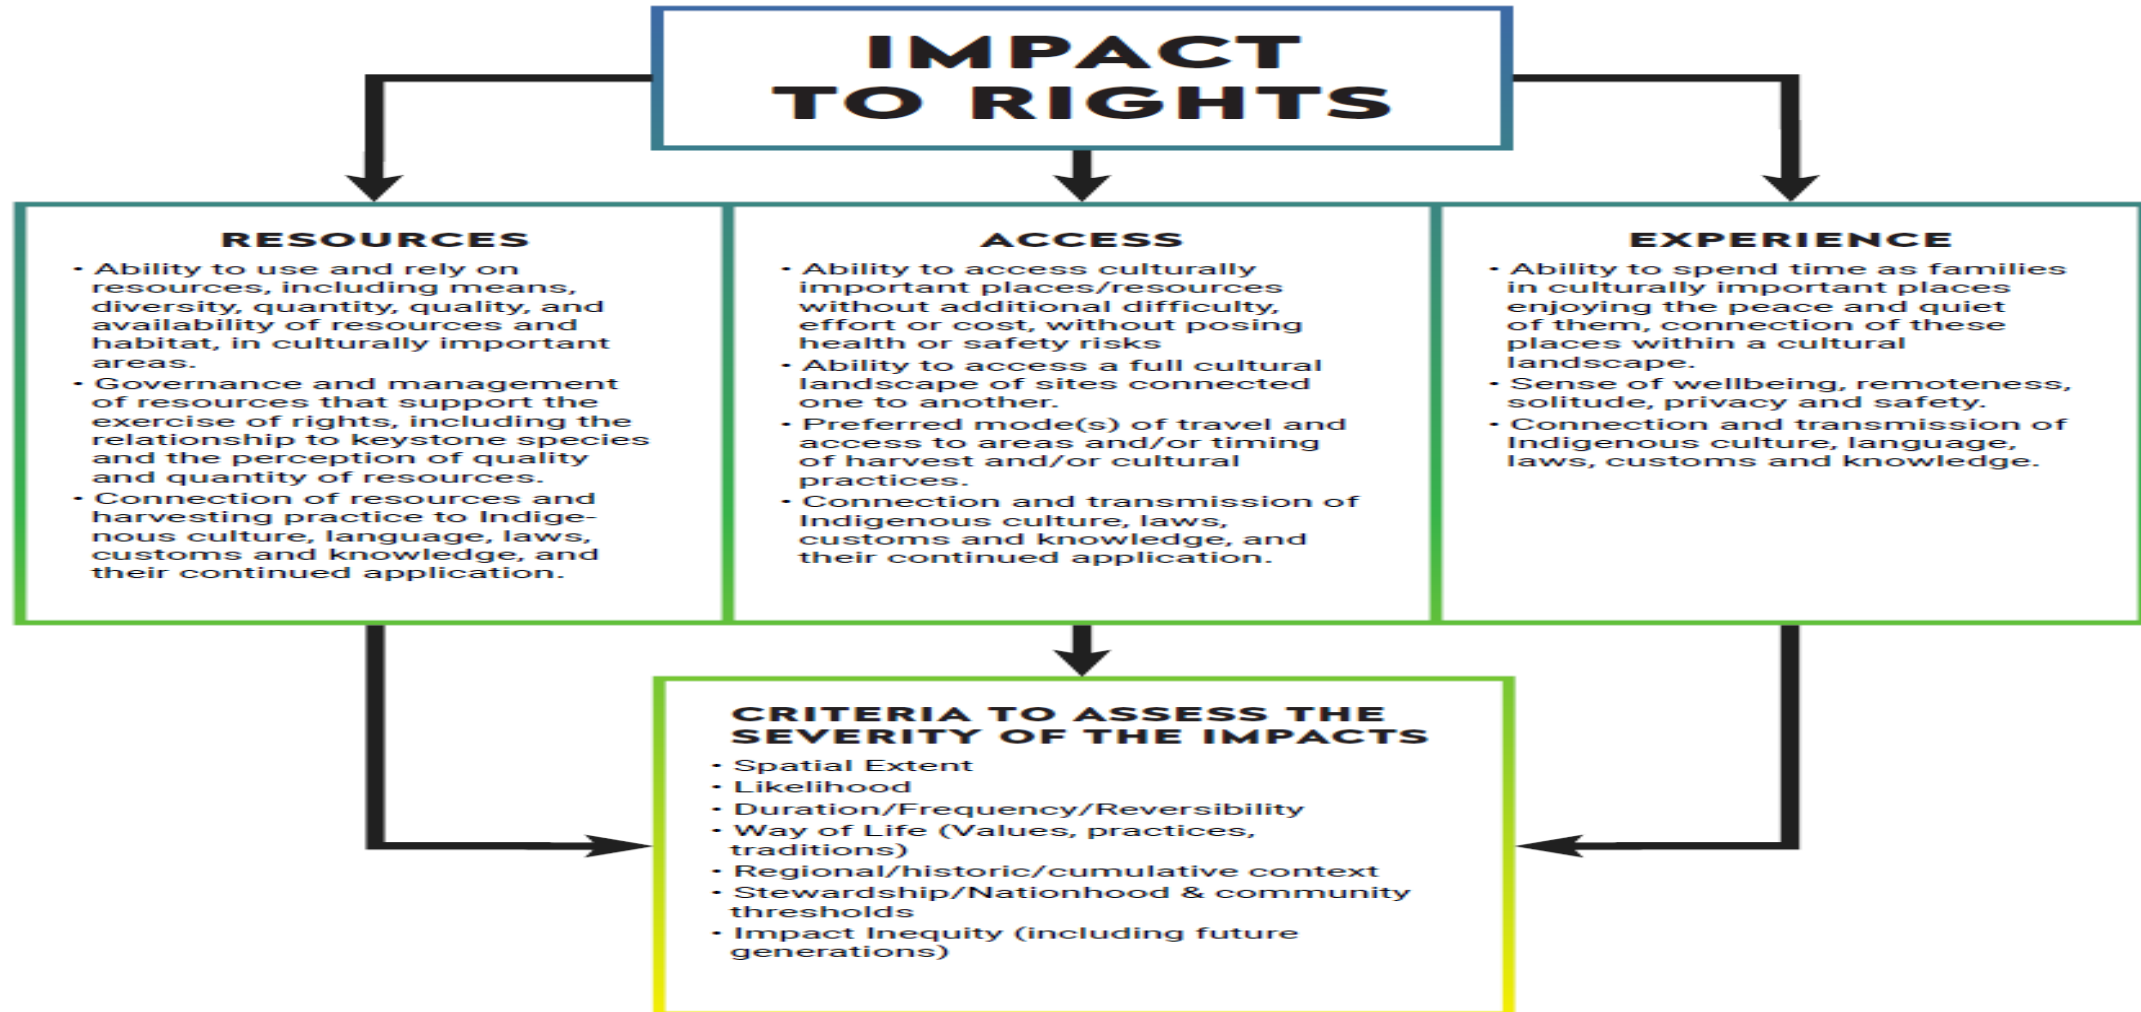 IMPACT
TO RIGHTS
RESOURCES
• Ability to use and rely on
resources, including means,
diversity, quantity, quality, and
availability of resources and
habitat, in culturally important
areas.
• Governance and management
of resources that support the
exercise of rights, including the
relationship to keystone species
and the perception of quality
and quantity of resources.
• Connection of resources and
harvesting practice to Indige-
nous culture, language, laws,
customs and knowledge, and
their continued application.
ACCESS
• Ability to access culturally
important places/resources
without additional difficulty,
effort or cost, without posing
health or safety risks
• Ability to access a full cultural
landscape of sites connected
one to another.
• Preferred mode(s) of travel and
access to areas and/or timing
of harvest and/or cultural
practices.
• Connection and transmission of
Indigenous culture, laws,
customs and knowledge, and
their continued application.
EXPERIENCE
• Ability to spend time as families
in culturally important places
enjoying the peace and quiet
of them, connection of these
places within a cultural
landscape.
• Sense of wellbeing, remoteness,
solitude, privacy and safety.
• Connection and transmission of
Indigenous culture, language,
laws, customs and knowledge.
CRITERIA TO ASSESS THE
SEVERITY OF THE IMPACTS
• Spatial Extent
• Likelihood
• Duration/Frequency/Reversibility
• Way of Life (Values, practices,
traditions)
• Regional/historic/cumulative context
• Stewardship/Nationhood & community
thresholds
• Impact Inequity (including future
generations)